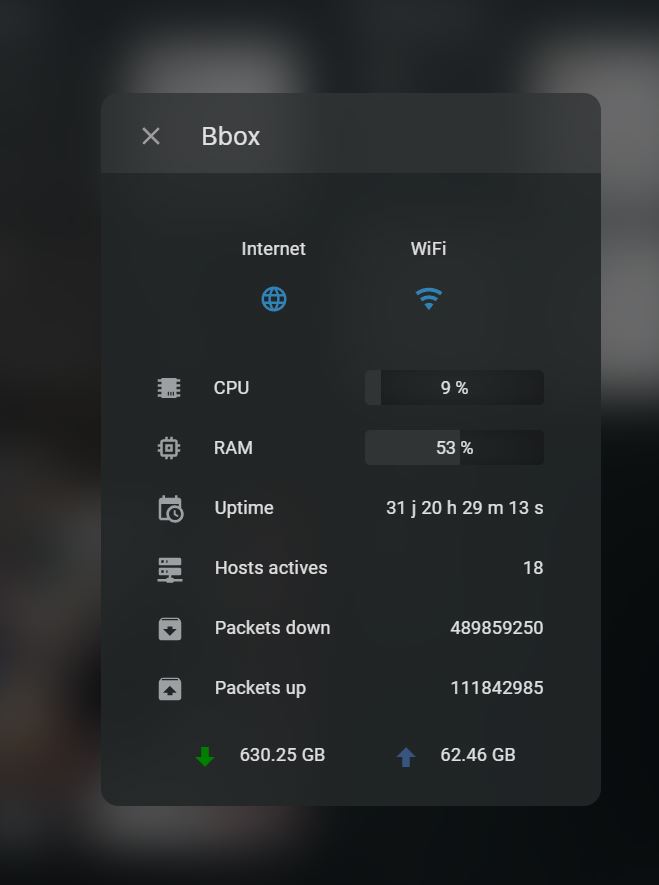 Bbox
Internet WiFi
CPU 9 %
RAM 53 %
Uptime 31 j 20 h 29 m 13 s
Hosts actives 18
Packets down 489859250
Packets up 111842985
630.25 GB 62.46 GB